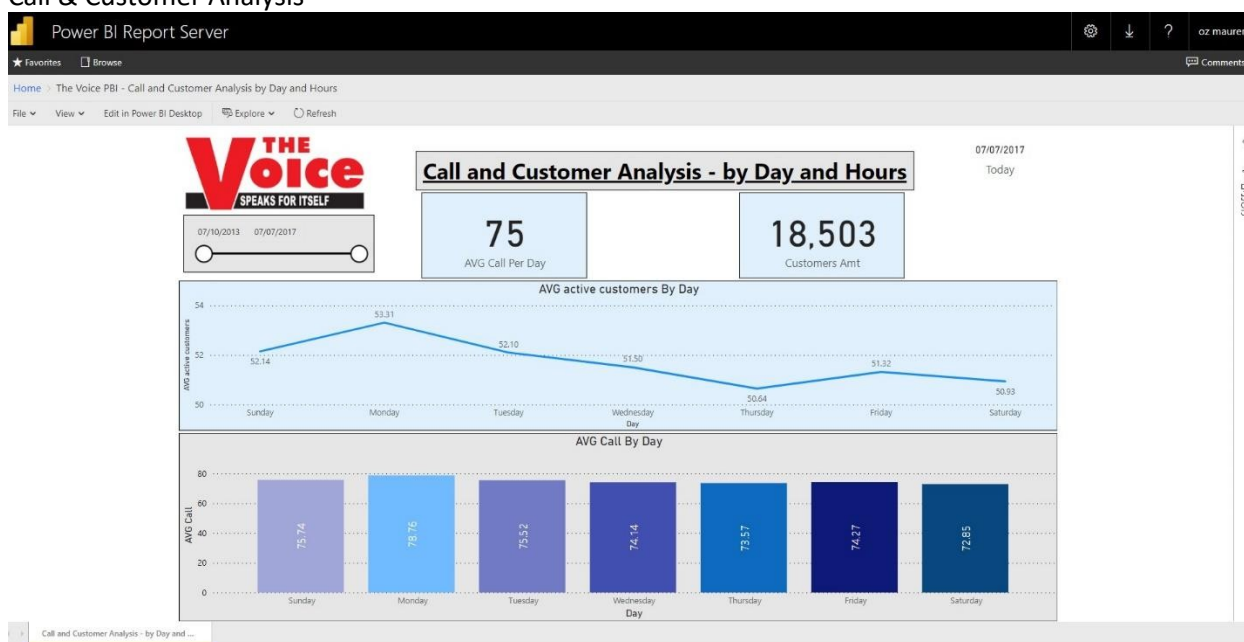 Call & Customer Analysis
Power BI Report Server
oz maurer
Favorites Browse
Comments
Home > The Voice PBI - Call and Customer Analysis by Day and Hours
File View Edit in Power BI Desktop Explore Refresh
THE
Voice
SPEAKS FOR ITSELF
Call and Customer Analysis - by Day and Hours
07/07/2017
Today
07/10/2013 07/07/2017
75
AVG Call Per Day
18,503
Customers Amt
AVG active customers By Day
AVG active customers
54
52
50
52.14
53.31
52.10
51.50
50.64
51.32
50.93
Sunday Monday Tuesday Wednesday Thursday Friday Saturday
Day
AVG Call By Day
AVG Call
80
60
40
20
0
75.74 78.76 75.52 74.14 73.57 74.27 72.85
Sunday Monday Tuesday Wednesday Thursday Friday Saturday
Day
Call and Customer Analysis - by Day and ...